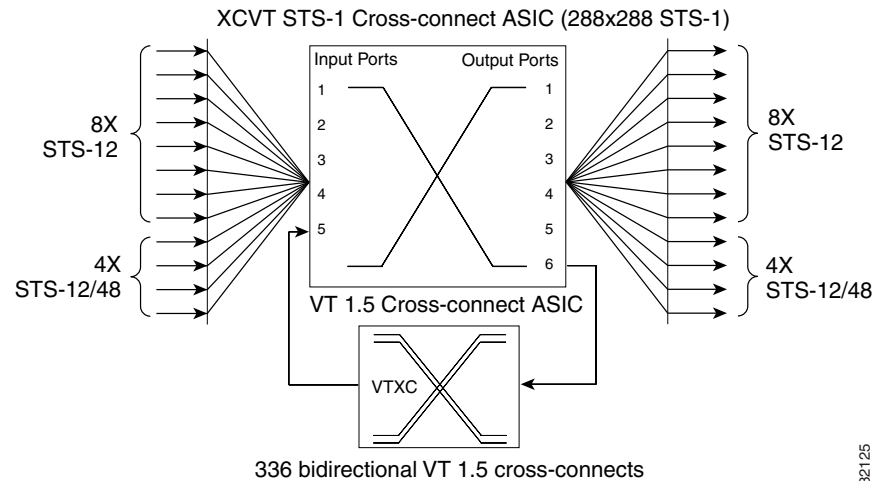 XCVT STS-1 Cross-connect ASIC (288x288 STS-1)
Input Ports Output Ports
1 1
2 2
3 3
4 4
5 5
6
8X
STS-12
4X
STS-12/48
8X
STS-12
4X
STS-12/48
VT 1.5 Cross-connect ASIC
VTXC
336 bidirectional VT 1.5 cross-connects